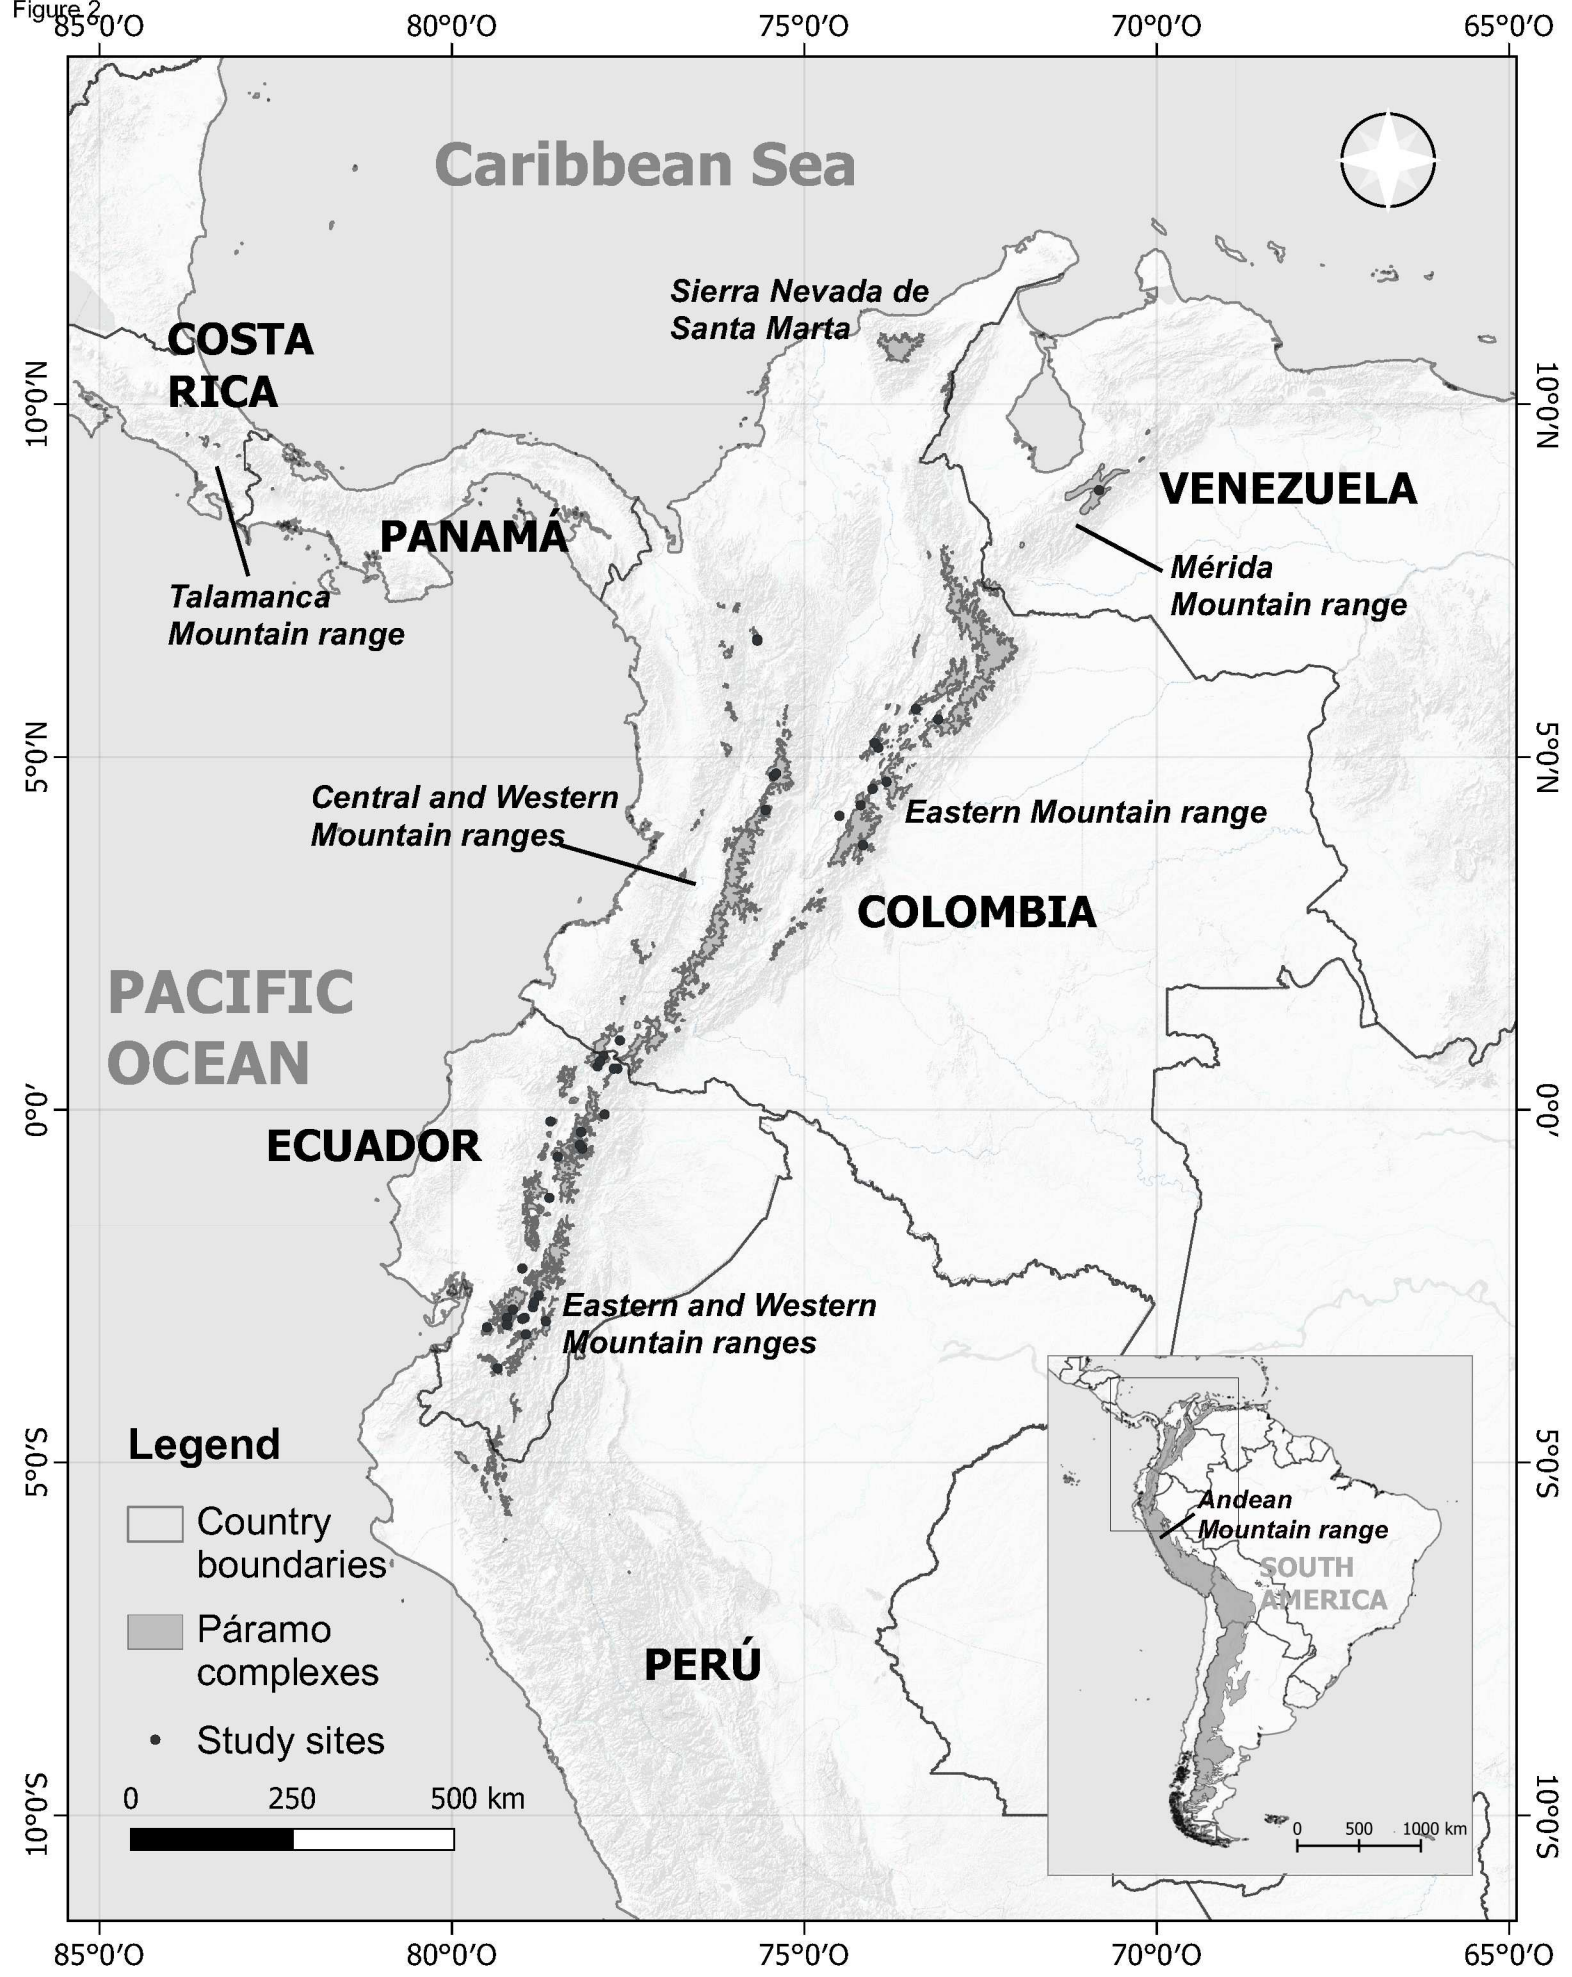 Figure 2
85°0′O
80°0′O
75°0′O
70°0′O
65°0′O
Caribbean Sea
Sierra Nevada de
Santa Marta
COSTA
RICA
10°0′N
10°0′N
VENEZUELA
PANAMÁ
Mérida
Mountain range
Talamanca
Mountain range
5°0′N
5°0′N
Central and Western
Mountain ranges
Eastern Mountain range
COLOMBIA
PACIFIC
OCEAN
0°0′
0°0′
ECUADOR
Eastern and Western
Mountain ranges
5°0′S
5°0′S
Legend
Country
boundaries
Páramo
complexes
Study sites
0 250 500 km
PERÚ
Andean
Mountain range
SOUTH
AMERICA
0 500 1000 km
10°0′S
10°0′S
85°0′O
80°0′O
75°0′O
70°0′O
65°0′O